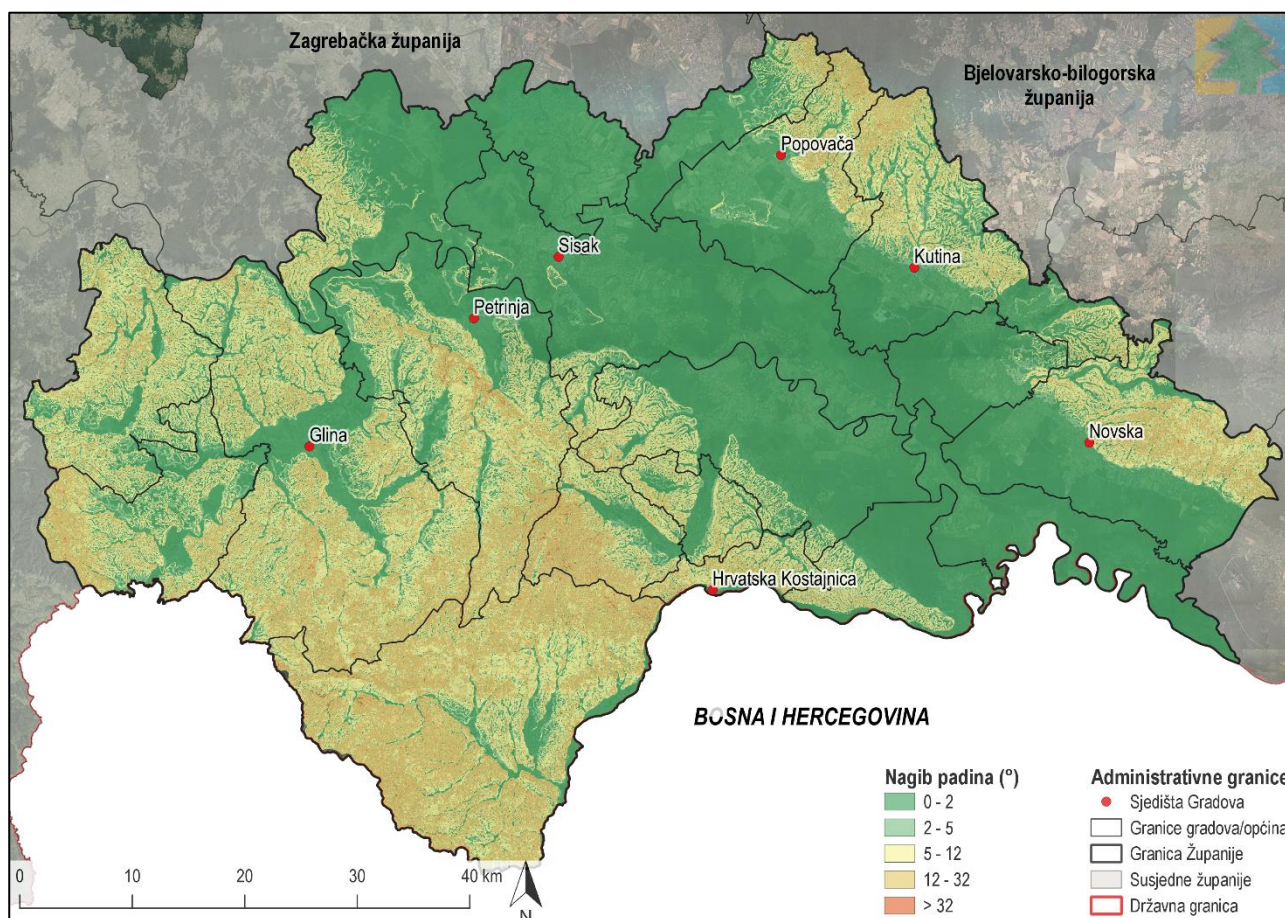 Zagrebačka županija
Bjelovarsko-bilogorska
županija
Popovača
Sisak
Kutina
Petrinja
Glina
Novska
Hrvatska Kostajnica
BOSNA I HERCEGOVINA
Nagib padina (°)
0 - 2
2 - 5
5 - 12
12 - 32
> 32
Administrativne granice
Sjedišta Gradova
Granice gradova/općina
Granica Županije
Susjedne županije
Državna granica
0 10 20 30 40 km
N